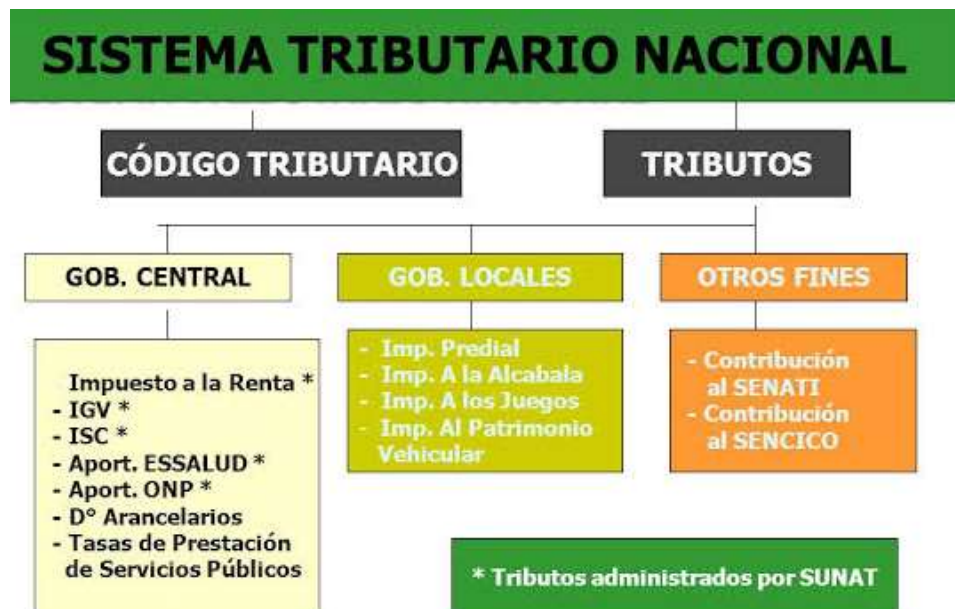 SISTEMA TRIBUTARIO NACIONAL
CÓDIGO TRIBUTARIO
TRIBUTOS
GOB. CENTRAL
GOB. LOCALES
OTROS FINES
Impuesto a la Renta *
- IGV *
- ISC *
- Aport. ESSALUD *
- Aport. ONP *
- D° Arancelarios
- Tasas de Prestación
de Servicios Públicos
- Imp. Predial
- Imp. A la Alcabala
- Imp. A los Juegos
- Imp. Al Patrimonio
Vehicular
- Contribución
al SENATI
- Contribución
al SENCICO
* Tributos administrados por SUNAT